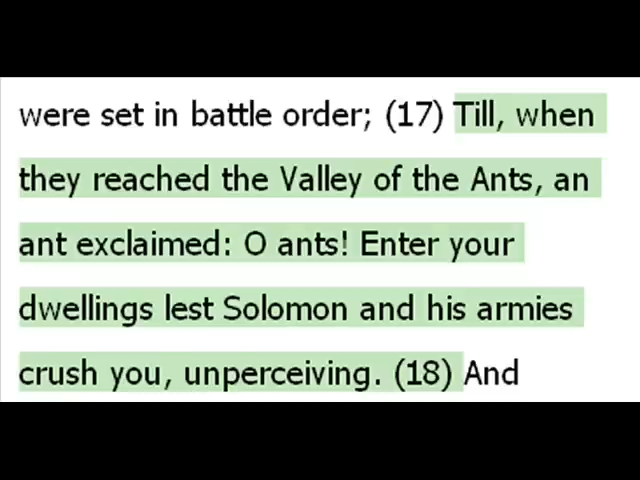 were set in battle order; (17) Till, when
they reached the Valley of the Ants, an
ant exclaimed: O ants! Enter your
dwellings lest Solomon and his armies
crush you, unperceiving. (18) And